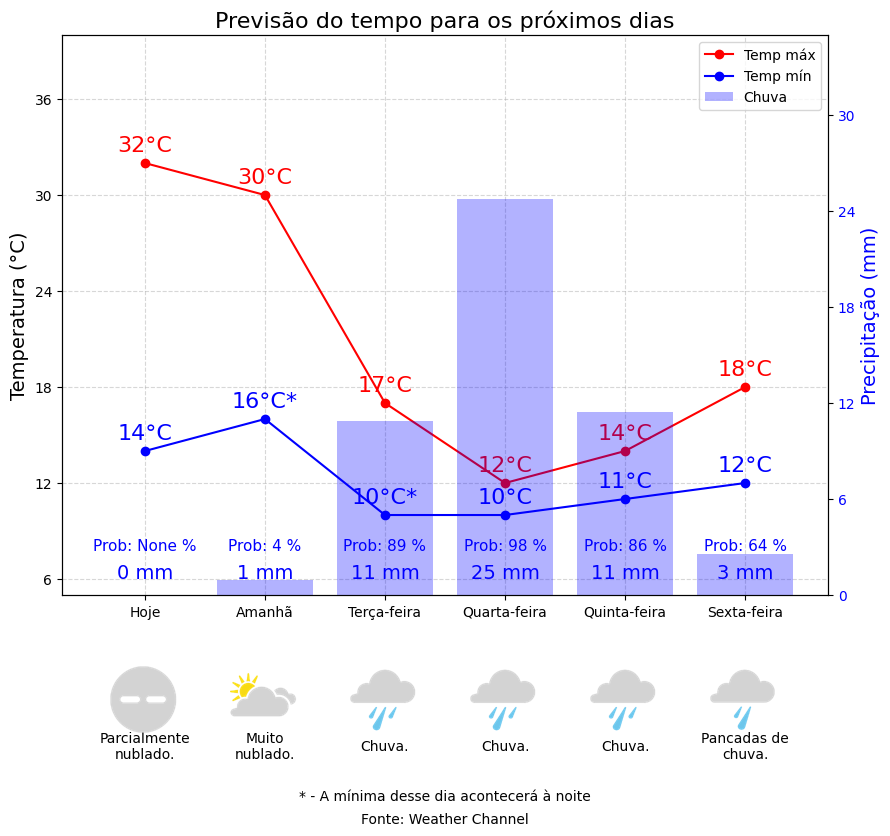 Previsão do tempo para os próximos dias
Temp máx
Temp mín
Chuva
Temperatura (°C)
36
30
24
18
12
6
Precipitação (mm)
30
24
18
12
6
0
32°C
30°C
17°C
12°C
14°C
18°C
14°C
16°C*
10°C*
10°C
11°C
12°C
Prob: None %
Prob: 4 %
Prob: 89 %
Prob: 98 %
Prob: 86 %
Prob: 64 %
0 mm
1 mm
11 mm
25 mm
11 mm
3 mm
Hoje
Amanhã
Terça-feira
Quarta-feira
Quinta-feira
Sexta-feira
Parcialmente
nublado.
Muito
nublado.
Chuva.
Chuva.
Chuva.
Pancadas de
chuva.
* - A mínima desse dia acontecerá à noite
Fonte: Weather Channel